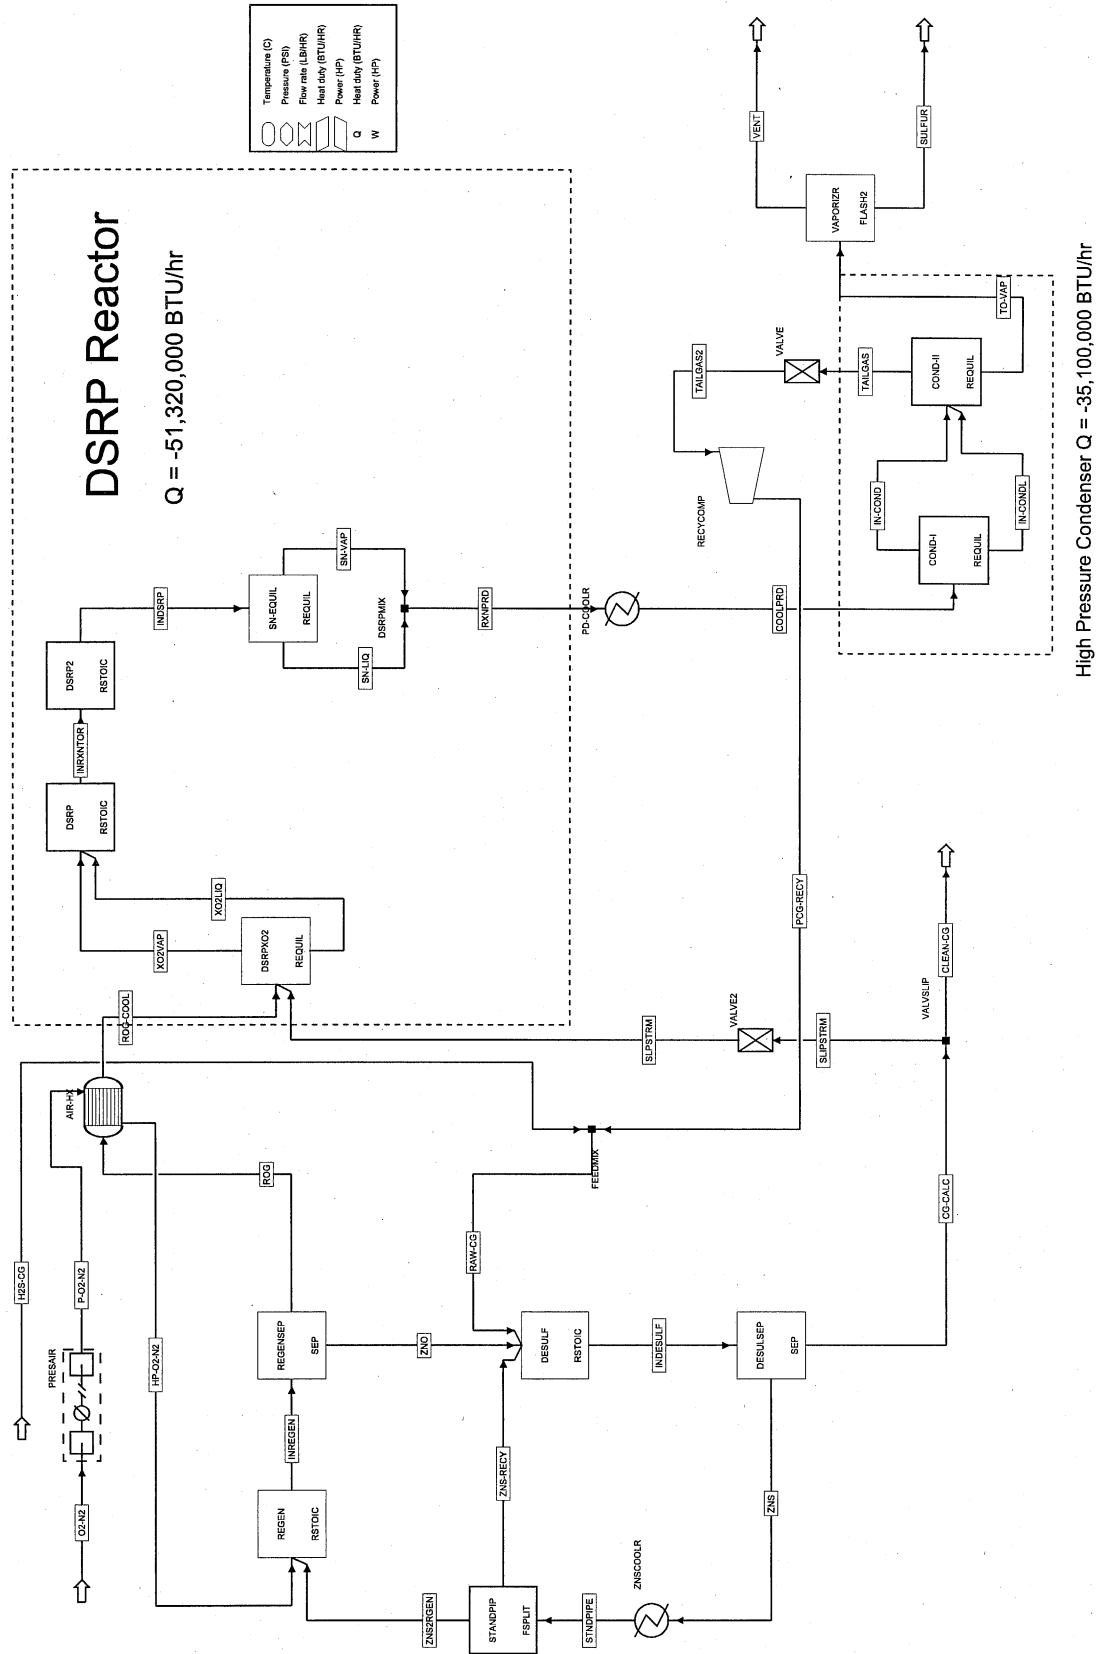 Temperature (C)
Pressure (PSI)
Flow rate (LB/HR)
Heat duty (BTU/HR)
Power (HP)
Q Heat duty (BTU/HR)
W Power (HP)
DSRP Reactor
Q = -51,320,000 BTU/hr
O2-N2
PRESAIR
P-O2-N2
H2S-CG
HP-O2-N2
AIR-HX
ROG-COOL
ROG
REGEN
RSTOIC
INREGEN
REGENSEP
SEP
ZNO
ZNS2RGEN
STANDPIP
FSPLIT
ZNS-RECY
STNDPIPE
ZNSCOOLR
ZNS
DESULF
RSTOIC
RAW-CG
FEEDMIX
INDESULF
DESULSEP
SEP
CG-CALC
VALVSLIP
CLEAN-CG
SLIPSTRM
VALVE2
SLPSTRM
PCG-RECY
DSRPXO2
REQUIL
XO2VAP
XO2LIQ
DSRP
RSTOIC
INRXNTOR
DSRP2
RSTOIC
INDSRP
SN-EQUIL
REQUIL
SN-VAP
SN-LIQ
DSRPMIX
RXNPRD
PD-COOLR
COOLPRD
COND-I
REQUIL
IN-COND
IN-CONDL
COND-II
REQUIL
TAILGAS
VALVE
TAILGAS2
RECYCOMP
TO-VAP
VAPORIZR
FLASH2
VENT
SULFUR
High Pressure Condenser Q = -35,100,000 BTU/hr